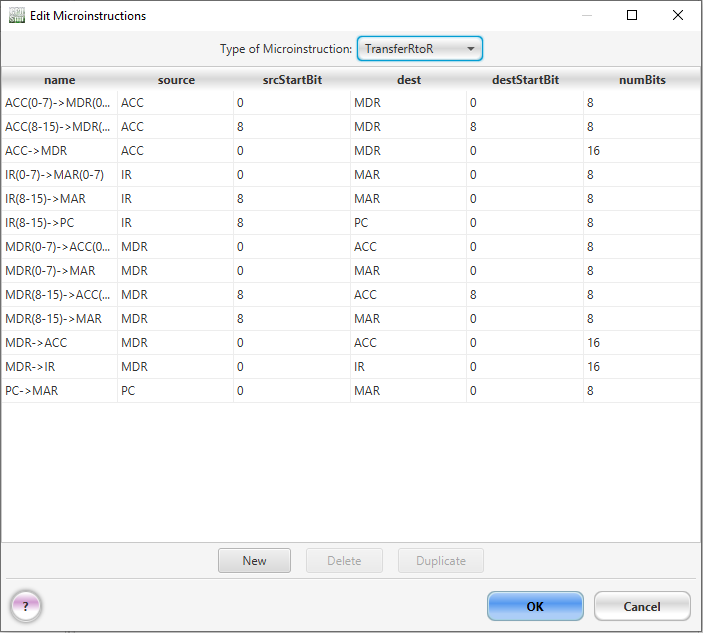 Edit Microinstructions
Type of Microinstruction: TransferRtoR
name source srcStartBit dest destStartBit numBits
ACC(0-7)->MDR(0... ACC 0 MDR 0 8
ACC(8-15)->MDR(... ACC 8 MDR 8 8
ACC->MDR ACC 0 MDR 0 16
IR(0-7)->MAR(0-7) IR 0 MAR 0 8
IR(8-15)->MAR IR 8 MAR 0 8
IR(8-15)->PC IR 8 PC 0 8
MDR(0-7)->ACC(0... MDR 0 ACC 0 8
MDR(0-7)->MAR MDR 0 MAR 0 8
MDR(8-15)->ACC(... MDR 8 ACC 8 8
MDR(8-15)->MAR MDR 8 MAR 0 8
MDR->ACC MDR 0 ACC 0 16
MDR->IR MDR 0 IR 0 16
PC->MAR PC 0 MAR 0 8
New Delete Duplicate
? OK Cancel